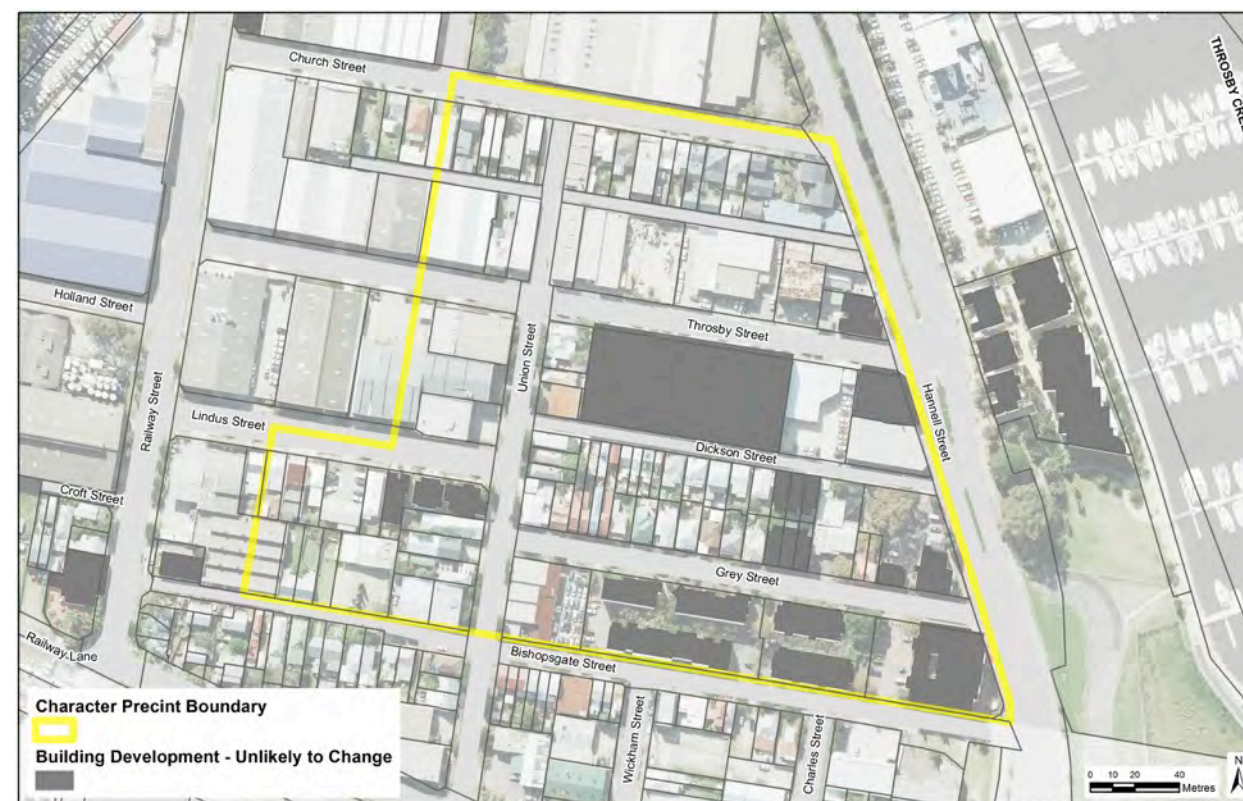 Church Street
THROSBY CREE
Holland Street
Throsby Street
Union Street
Hannell Street
Railway Street
Lindus Street
Dickson Street
Croft Street
Grey Street
Railway Lane
Bishopsgate Street
Wickham Street
Charles Street
Character Precint Boundary
Building Development - Unlikely to Change
N
0 10 20 40
Metres